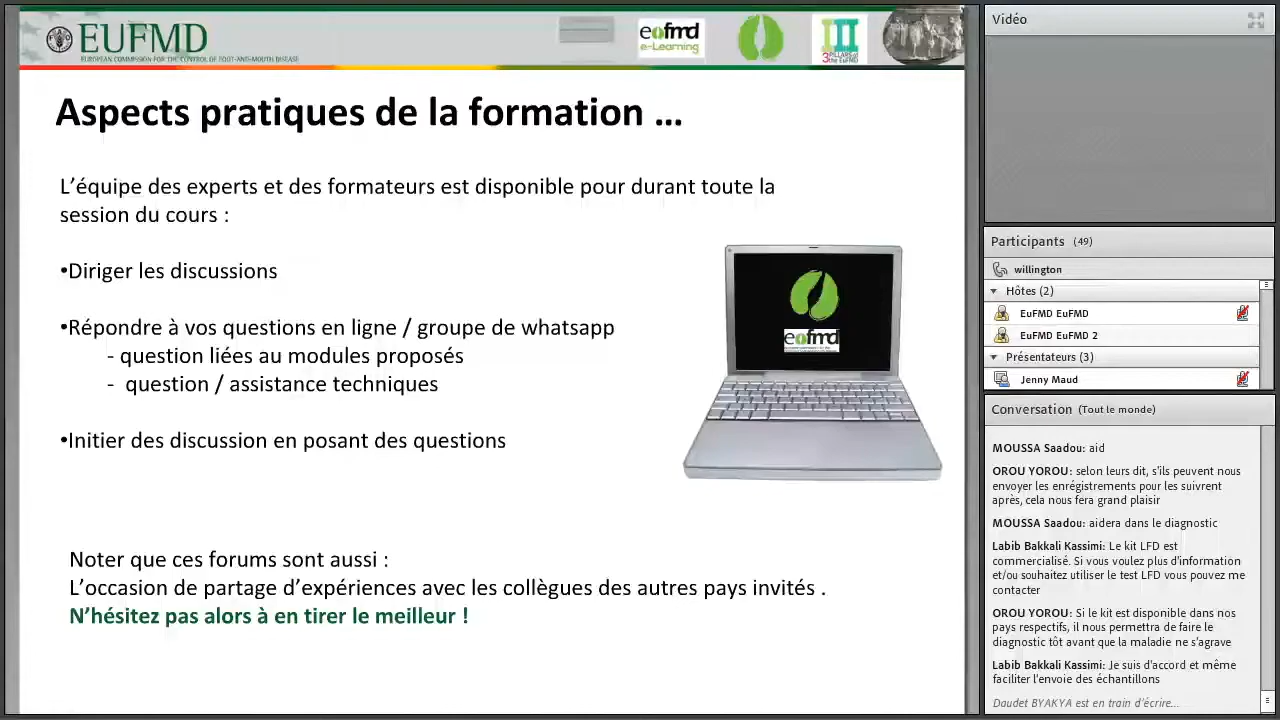 EUFMD
EUROPEAN COMMISSION FOR THE CONTROL OF FOOT-AND-MOUTH DISEASE
eofmd
e-Learning
3 PILLARS of
the EuFMD
Aspects pratiques de la formation ...
L’équipe des experts et des formateurs est disponible pour durant toute la
session du cours :
•Diriger les discussions
•Répondre à vos questions en ligne / groupe de whatsapp
- question liées au modules proposés
- question / assistance techniques
•Initier des discussion en posant des questions
eofmd
Noter que ces forums sont aussi :
L’occasion de partage d’expériences avec les collègues des autres pays invités .
N’hésitez pas alors à en tirer le meilleur !
Vidéo
Participants (49)
willington
Hôtes (2)
EuFMD EuFMD
EuFMD EuFMD 2
Présentateurs (3)
Jenny Maud
Conversation (Tout le monde)
MOUSSA Saadou: aid
OROU YOROU: selon leurs dit, s'ils peuvent nous
envoyer les enrégistrements pour les suivrent
après, cela nous fera grand plaisir
MOUSSA Saadou: aidera dans le diagnostic
Labib Bakkali Kassimi: Le kit LFD est
commercialisé. Si vous voulez plus d'information
et/ou souhaitez utiliser le test LFD vous pouvez me
contacter
OROU YOROU: Si le kit est disponible dans nos
pays respectifs, il nous permettra de faire le
diagnostic tôt avant que la maladie ne s'agrave
Labib Bakkali Kassimi: Je suis d'accord et même
faciliter l'envoie des échantillons
Daudet BYAKYA est en train d'écrire...